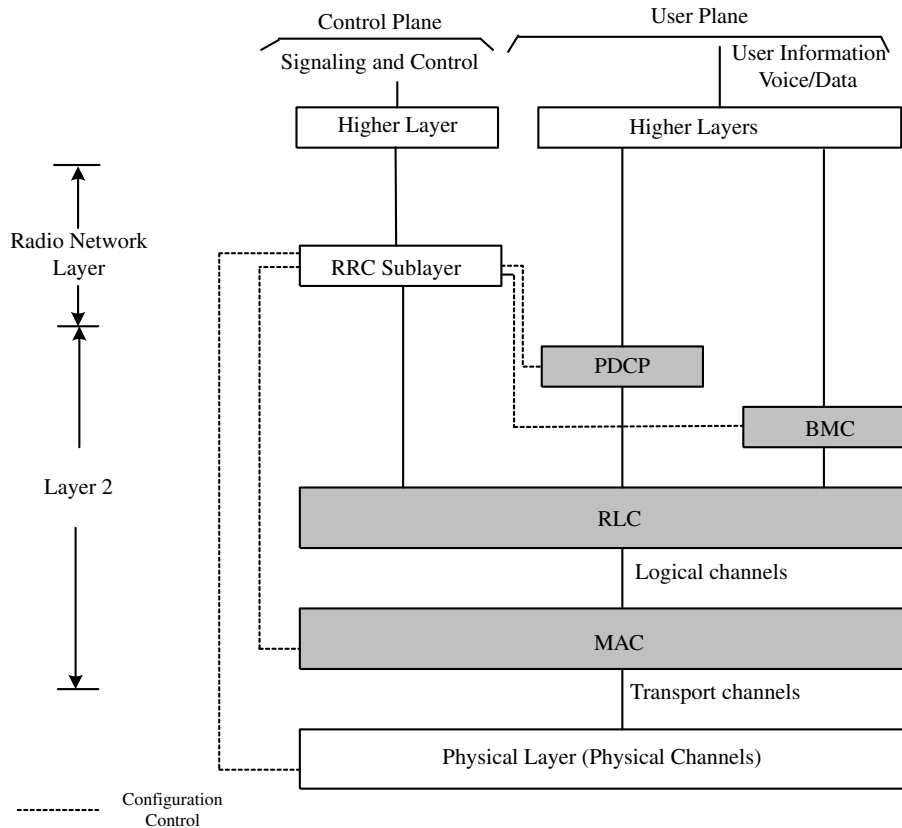 Control Plane
User Plane
Signaling and Control
User Information
Voice/Data
Higher Layer
Higher Layers
Radio Network
Layer
RRC Sublayer
PDCP
BMC
Layer 2
RLC
Logical channels
MAC
Transport channels
Physical Layer (Physical Channels)
Configuration
Control